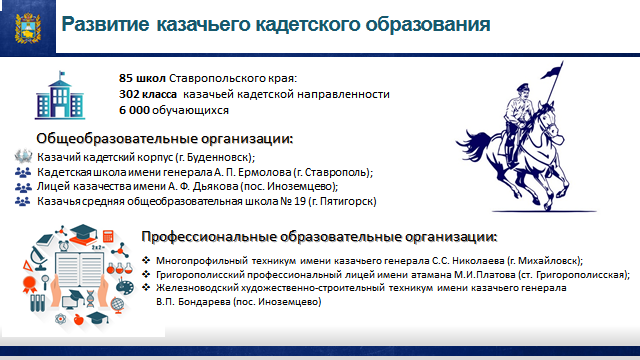 Развитие казачьего кадетского образования
85 школ Ставропольского края:
302 класса казачьей кадетской направленности
6 000 обучающихся
Общеобразовательные организации:
Казачий кадетский корпус (г. Буденновск);
Кадетская школа имени генерала А. П. Ермолова (г. Ставрополь);
Лицей казачества имени А. Ф. Дьякова (пос. Иноземцево);
Казачья средняя общеобразовательная школа № 19 (г. Пятигорск)
Профессиональные образовательные организации:
❖ Многопрофильный техникум имени казачьего генерала С.С. Николаева (г. Михайловск);
❖ Григорополисский профессиональный лицей имени атамана М.И.Платова (ст. Григорополисская);
❖ Железноводский художественно-строительный техникум имени казачьего генерала
В.П. Бондарева (пос. Иноземцево)